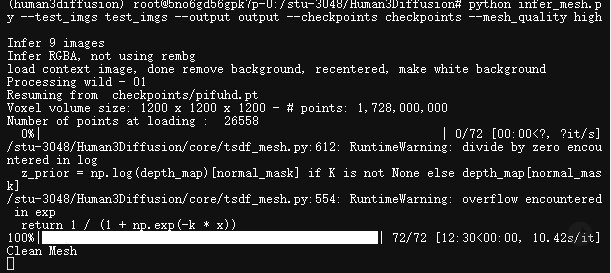 (human3diffusion) root@5no6gd56gpk7p-0:/stu-3048/Human3Diffusion# python infer_mesh.p
y --test_imgs test_imgs --output output --checkpoints checkpoints --mesh_quality high
Infer 9 images
Infer RGBA, not using rembg
load context image, done remove background, recentered, make white background
Processing wild - 01
Resuming from  checkpoints/pifuhd.pt
Voxel volume size: 1200 x 1200 x 1200 - # points: 1,728,000,000
Number of points at loading :  26558
0%| | 0/72 [00:00<?, ?it/s]
/stu-3048/Human3Diffusion/core/tsdf_mesh.py:612: RuntimeWarning: divide by zero enco
untered in log
z_prior = np.log(depth_map)[normal_mask] if K is not None else depth_map[normal_mas
k]
/stu-3048/Human3Diffusion/core/tsdf_mesh.py:554: RuntimeWarning: overflow encountered
in exp
return 1 / (1 + np.exp(-k * x))
100%| | 72/72 [12:30<00:00, 10.42s/it]
Clean Mesh